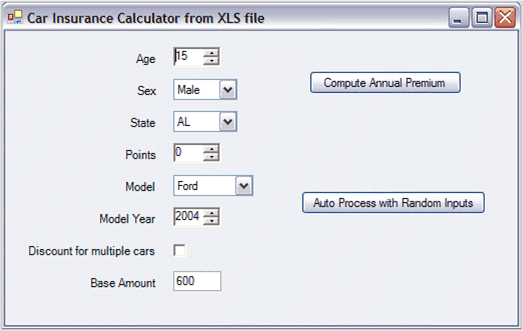 Car Insurance Calculator from XLS file
Age 15
Compute Annual Premium
Sex Male
State AL
Points 0
Model Ford
Auto Process with Random Inputs
Model Year 2004
Discount for multiple cars
Base Amount 600